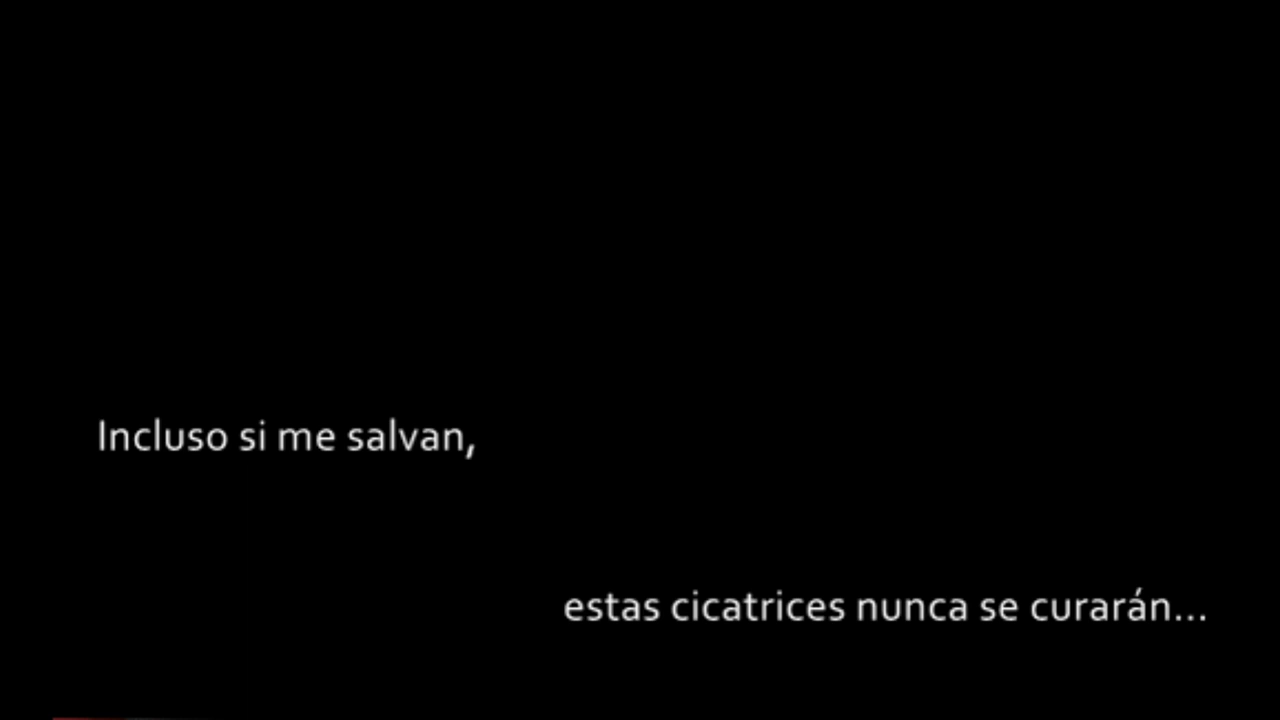 Incluso si me salvan,
estas cicatrices nunca se curarán...